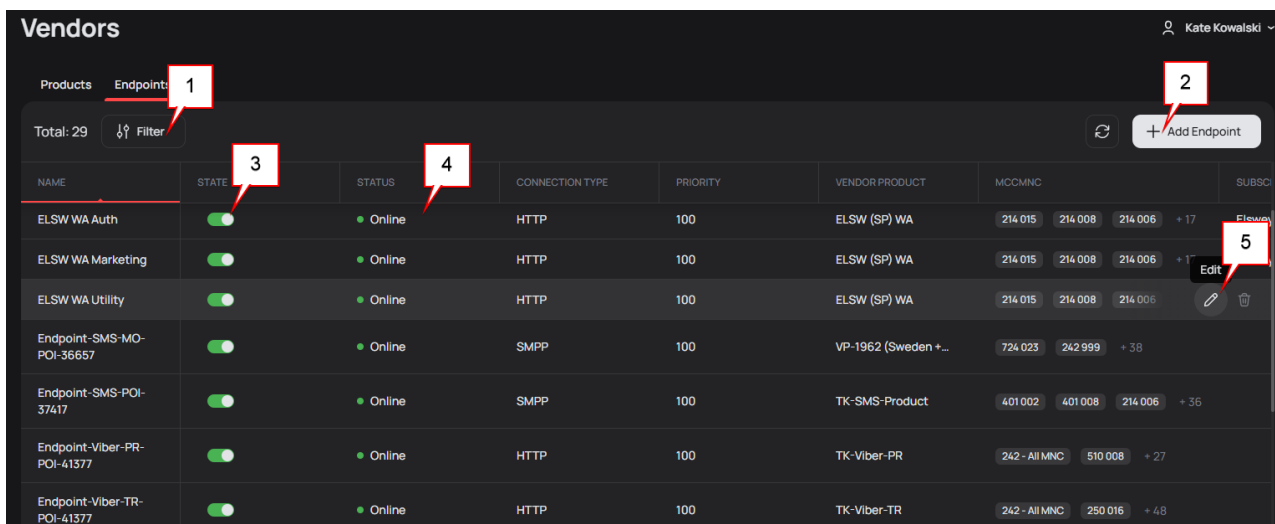 Vendors
Kate Kowalski
Products Endpoints
1
2
Total: 29 Filter
Add Endpoint
3
4
NAME STATE STATUS CONNECTION TYPE PRIORITY VENDOR PRODUCT MCCMNC
ELSW WA Auth Online HTTP 100 ELSW (SP) WA 214 015 214 008 214 006 + 17
5
ELSW WA Marketing Online HTTP 100 ELSW (SP) WA 214 015 214 008 214 006
Edit
ELSW WA Utility Online HTTP 100 ELSW (SP) WA 214 015 214 008 214 006
Endpoint-SMS-MO-
POI-36657 Online SMPP 100 VP-1962 (Sweden +... 724 023 242 999 + 38
Endpoint-SMS-POI-
37417 Online SMPP 100 TK-SMS-Product 401 002 401 008 214 006 + 36
Endpoint-Viber-PR-
POI-41377 Online HTTP 100 TK-Viber-PR 242 - All MNC 510 008 + 27
Endpoint-Viber-TR-
POI-41377 Online HTTP 100 TK-Viber-TR 242 - All MNC 250 016 + 48